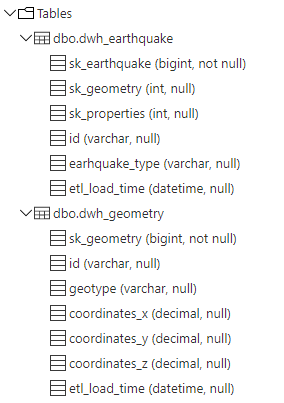 Tables
dbo.dwh_earthquake
sk_earthquake (bigint, not null)
sk_geometry (int, null)
sk_properties (int, null)
id (varchar, null)
earhquake_type (varchar, null)
etl_load_time (datetime, null)
dbo.dwh_geometry
sk_geometry (bigint, not null)
id (varchar, null)
geotype (varchar, null)
coordinates_x (decimal, null)
coordinates_y (decimal, null)
coordinates_z (decimal, null)
etl_load_time (datetime, null)